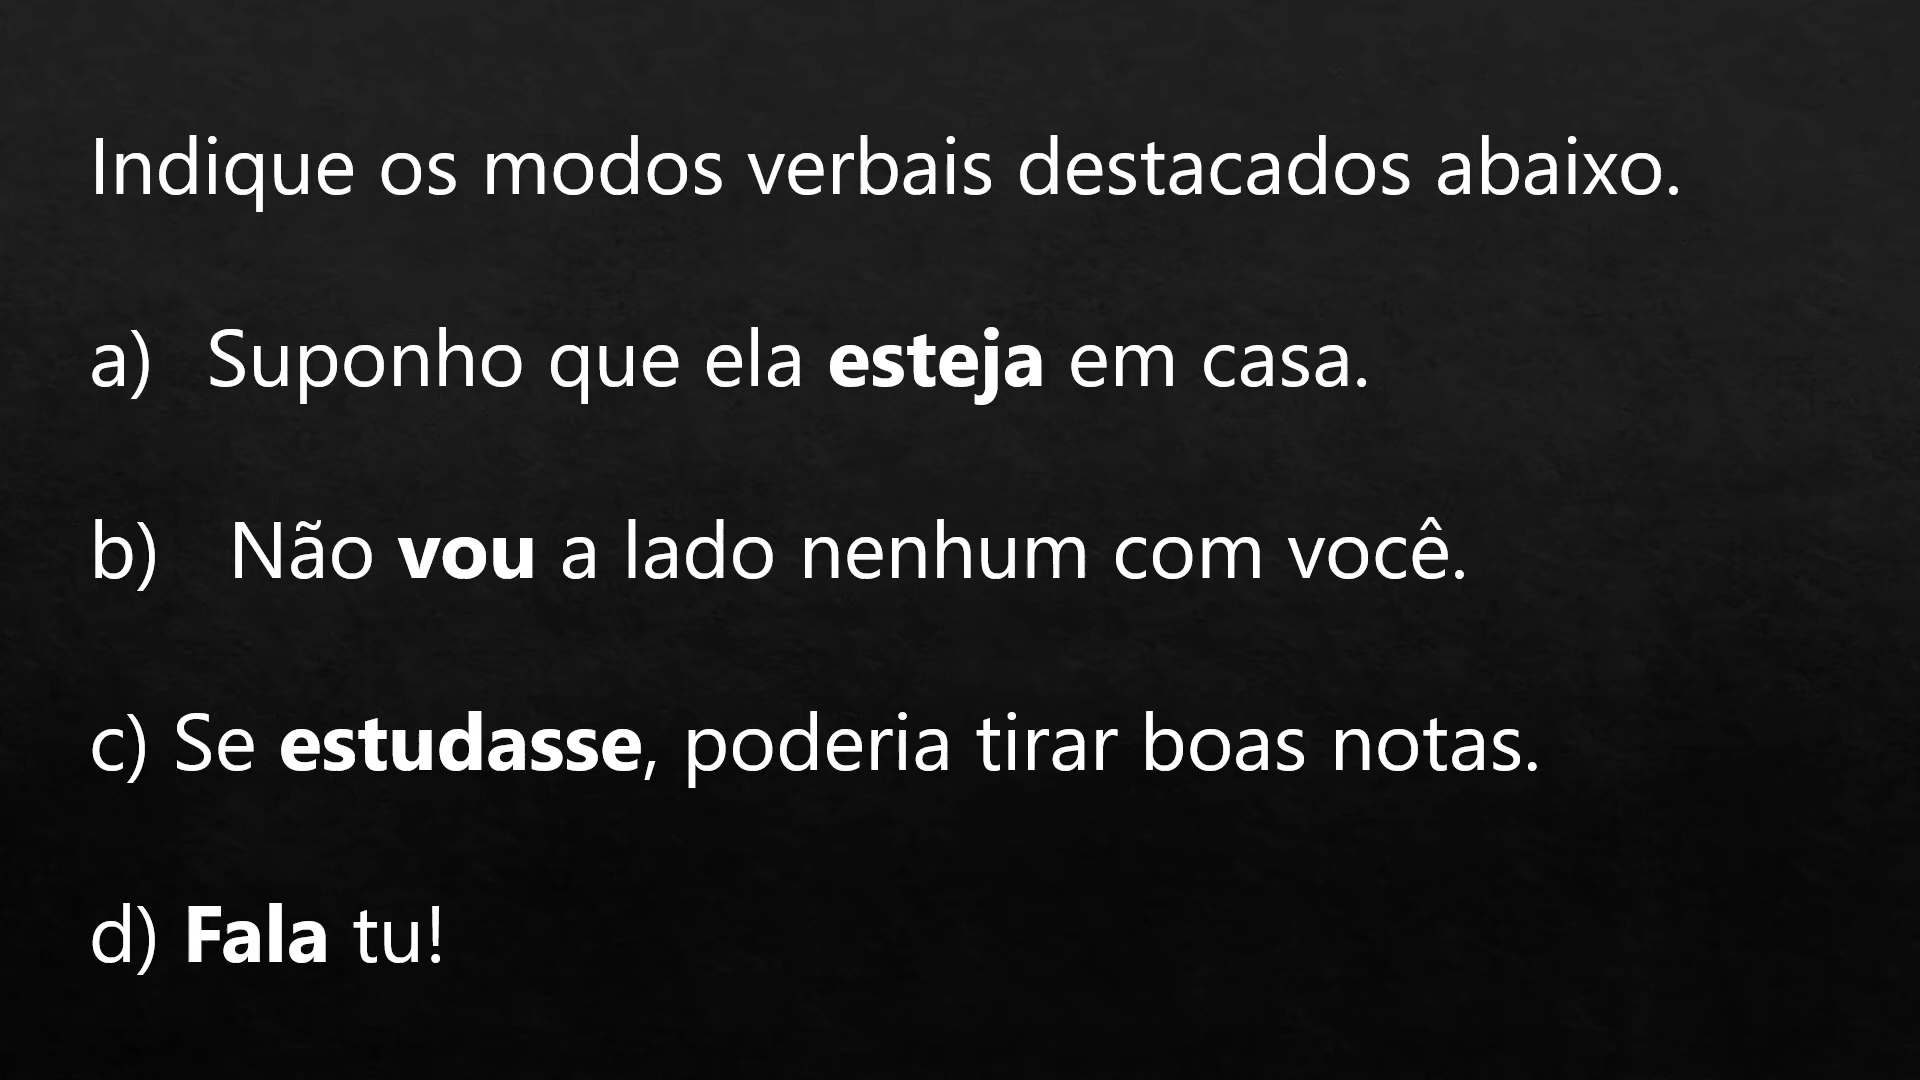 Indique os modos verbais destacados abaixo.
a) Suponho que ela esteja em casa.
b) Não vou a lado nenhum com você.
c) Se estudasse, poderia tirar boas notas.
d) Fala tu!